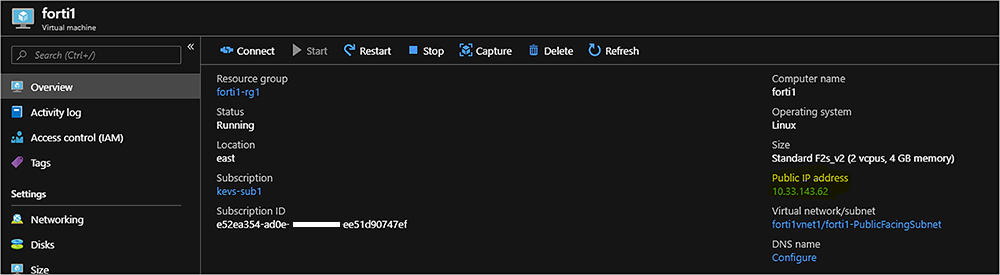 forti1
Virtual machine
Search (Ctrl+/)
«
Overview
Activity log
Access control (IAM)
Tags
Settings
Networking
Disks
Size
Connect Start Restart Stop Capture Delete Refresh
Resource group
forti1-rg1
Status
Running
Location
east
Subscription
kevs-sub1
Subscription ID
e52ea354-ad0e- ee51d90747ef
Computer name
forti1
Operating system
Linux
Size
Standard F2s_v2 (2 vcpus, 4 GB memory)
Public IP address
10.33.143.62
Virtual network/subnet
forti1vnet1/forti1-PublicFacingSubnet
DNS name
Configure